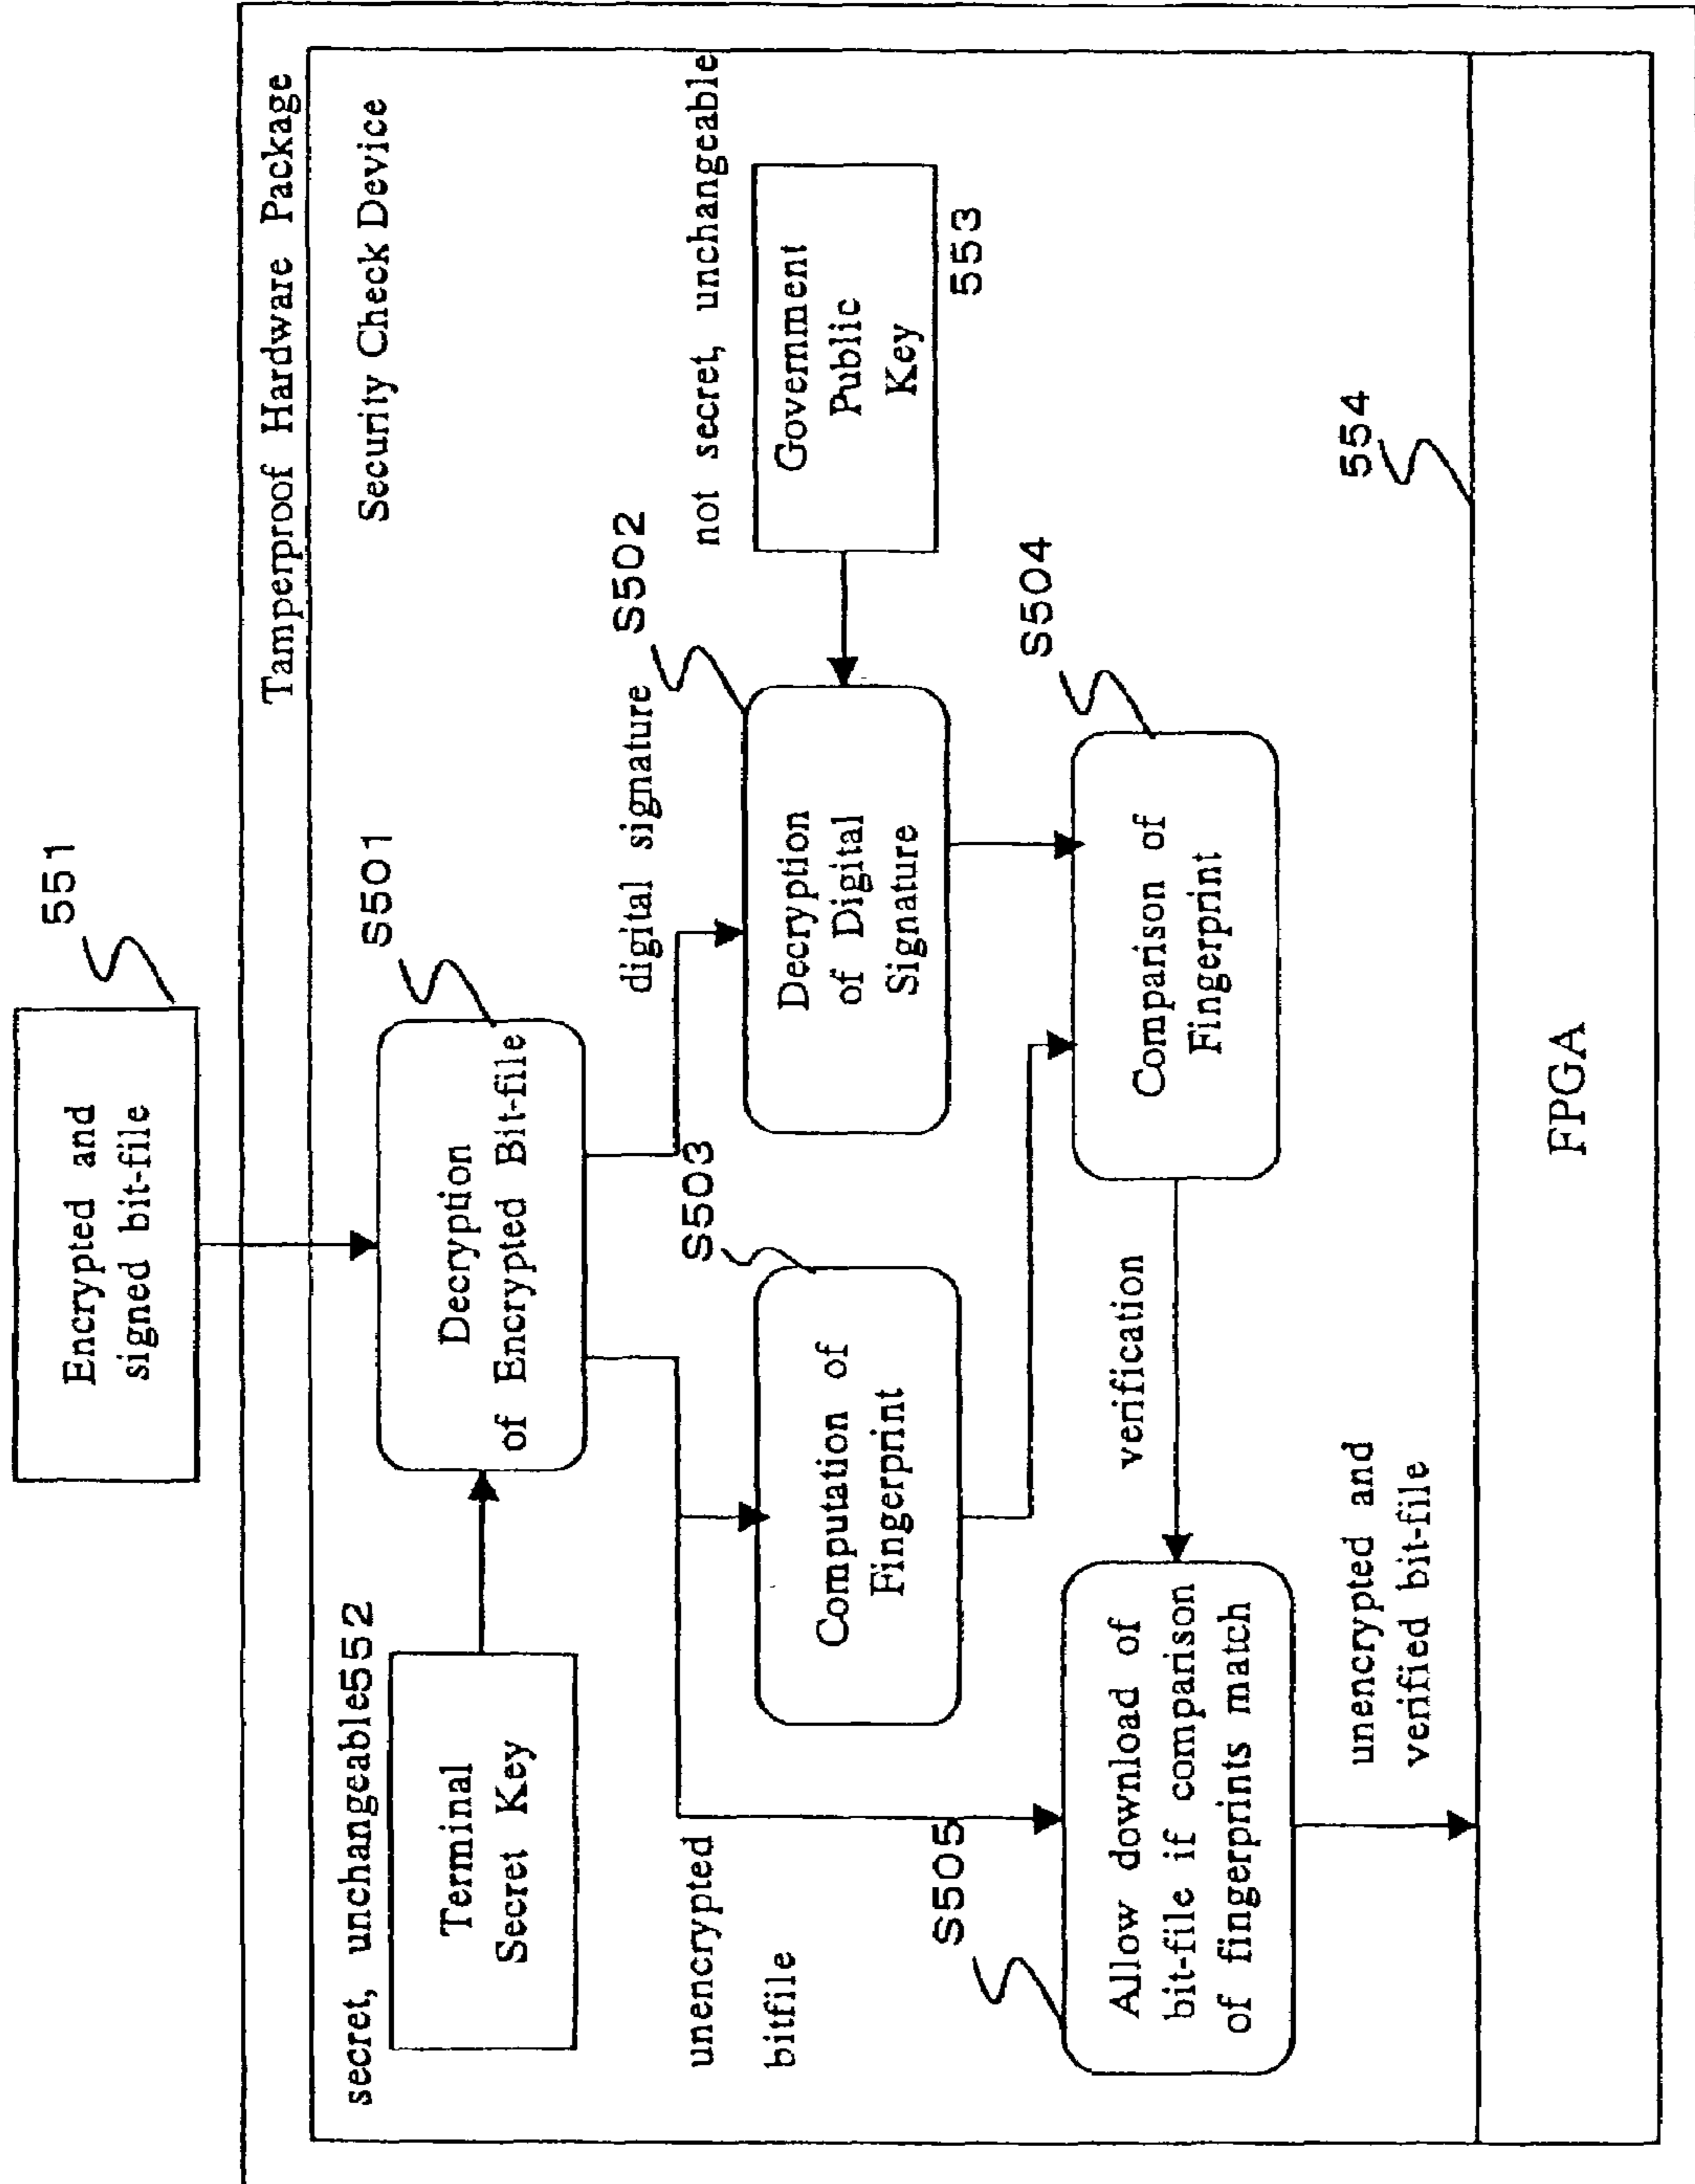 551
Encrypted and
signed bit-file
Tamperproof Hardware Package
Security Check Device
secret, unchangeable
552
Terminal
Secret Key
S501
Decryption
of Encrypted Bit-file
digital signature
S502
not secret, unchangeable
Government
Public
Key
553
unencrypted
bitfile
S503
Computation of
Fingerprint
Decryption
of Digital
Signature
S504
Comparison of
Fingerprint
verification
S505
Allow download of
bit-file if comparison
of fingerprints match
unencrypted and
verified bit-file
554
FPGA